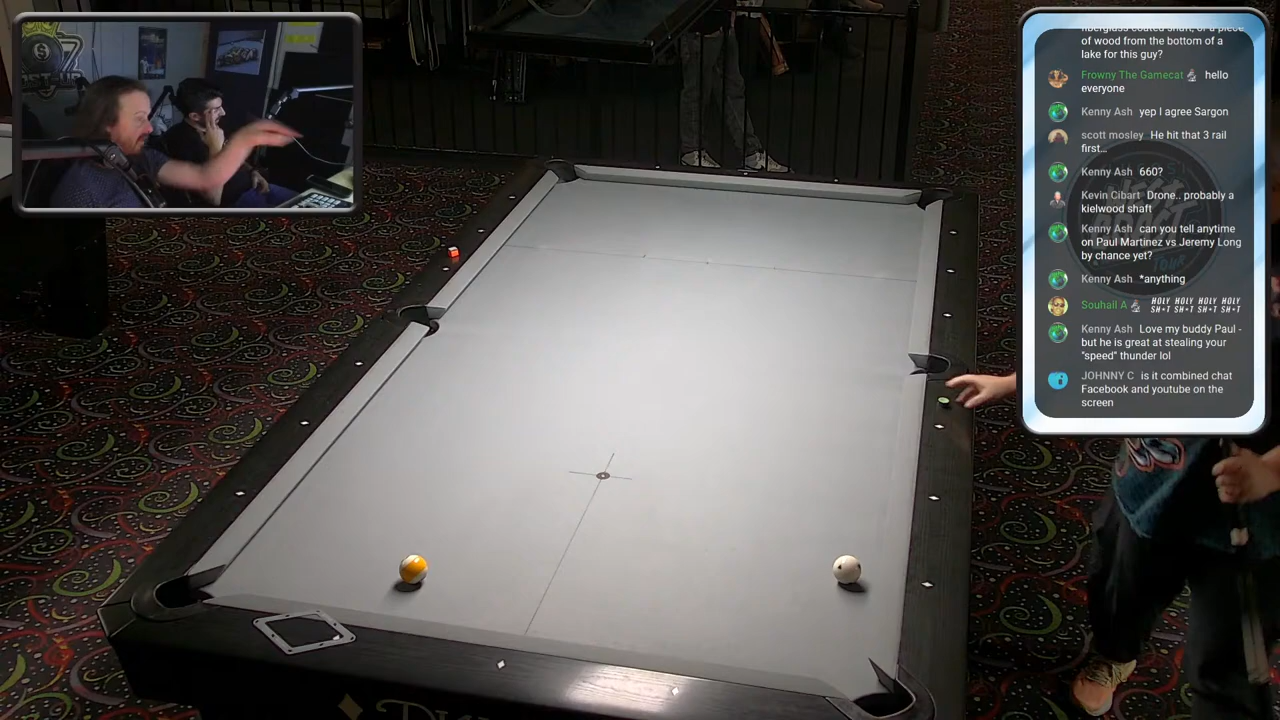 fiberglass coated shaft, or a piece
of wood from the bottom of a
lake for this guy?
Frowny The Gamecat hello
everyone
Kenny Ash yep I agree Sargon
scott mosley He hit that 3 rail
first...
Kenny Ash 660?
Kevin Cibart Drone.. probably a
kielwood shaft
Kenny Ash can you tell anytime
on Paul Martinez vs Jeremy Long
by chance yet?
Kenny Ash *anything
Souhail A HOLY HOLY HOLY HOLY
SH*T SH*T SH*T SH*T
Kenny Ash Love my buddy Paul -
but he is great at stealing your
"speed" thunder lol
JOHNNY C is it combined chat
Facebook and youtube on the
screen